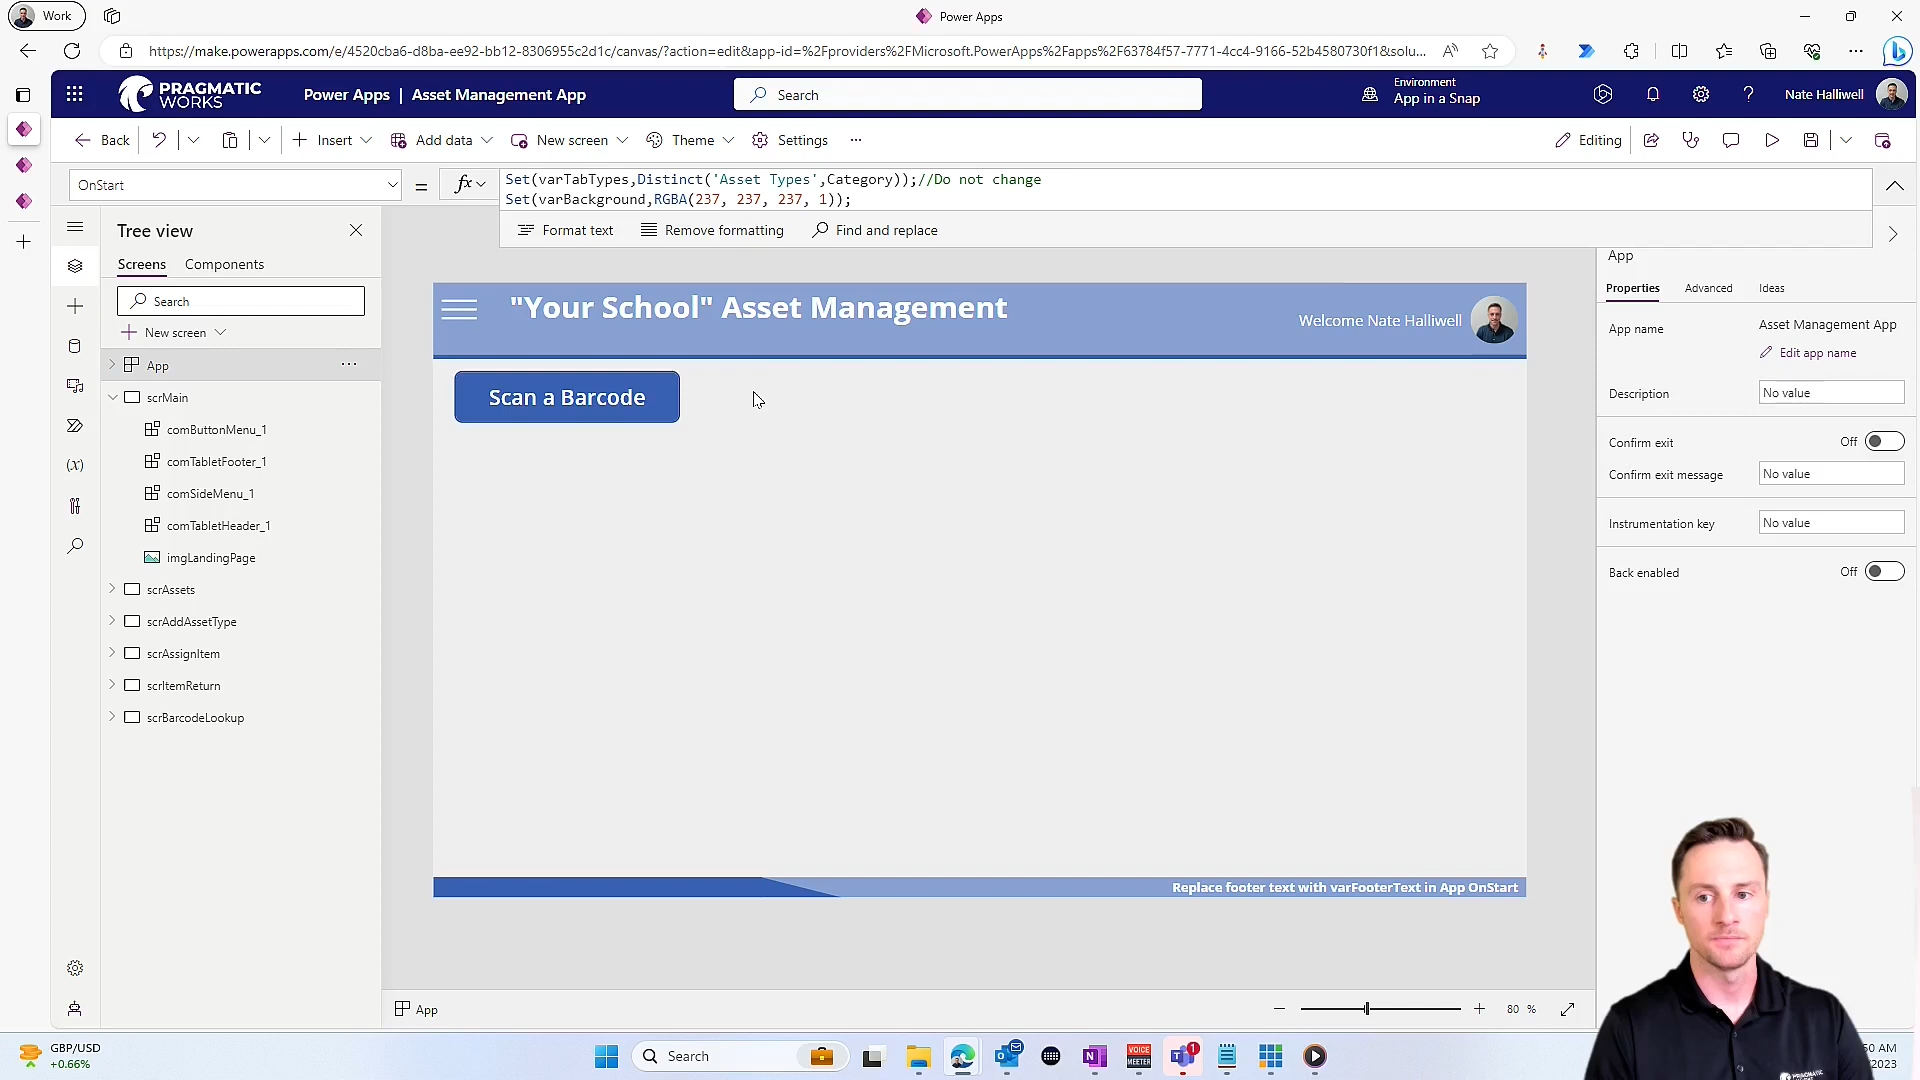 Work
Power Apps
https://make.powerapps.com/e/4520cba6-d8ba-ee92-bb12-8306955c2d1c/canvas/?action=edit&app-id=%2Fproviders%2FMicrosoft.PowerApps%2Fapps%2F63784f57-7771-4cc4-9166-52b4580730f1&solu...
PRAGMATIC WORKS
Power Apps | Asset Management App
Search
Environment
App in a Snap
Nate Halliwell
Back
Insert
Add data
New screen
Theme
Settings
Editing
OnStart
=
fx
Set(varTabTypes,Distinct('Asset Types',Category));//Do not change
Set(varBackground,RGBA(237, 237, 237, 1));
Format text
Remove formatting
Find and replace
Tree view
Screens
Components
Search
New screen
App
scrMain
comButtonMenu_1
comTabletFooter_1
comSideMenu_1
comTabletHeader_1
imgLandingPage
scrAssets
scrAddAssetType
scrAssignItem
scrItemReturn
scrBarcodeLookup
"Your School" Asset Management
Welcome Nate Halliwell
Scan a Barcode
Replace footer text with varFooterText in App OnStart
App
80 %
App
Properties
Advanced
Ideas
App name
Asset Management App
Edit app name
Description
No value
Confirm exit
Off
Confirm exit message
No value
Instrumentation key
No value
Back enabled
Off
GBP/USD
+0.66%
Search
VOICE
MEETER
1
50 AM
2023